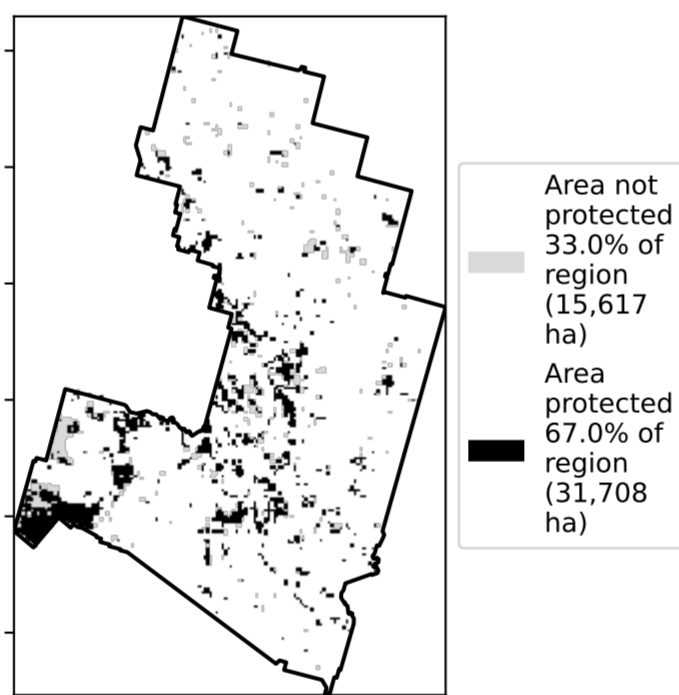 Area not
protected
33.0% of
region
(15,617
ha)
Area
protected
67.0% of
region
(31,708
ha)